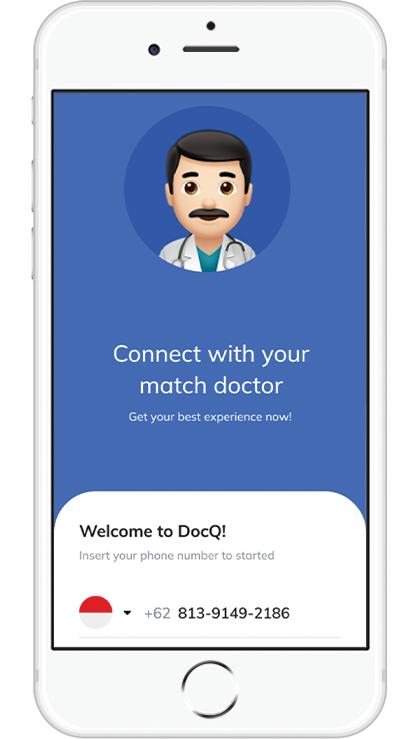 Connect with your
match doctor
Get your best experience now!
Welcome to DocQ!
Insert your phone number to started
+62 813-9149-2186